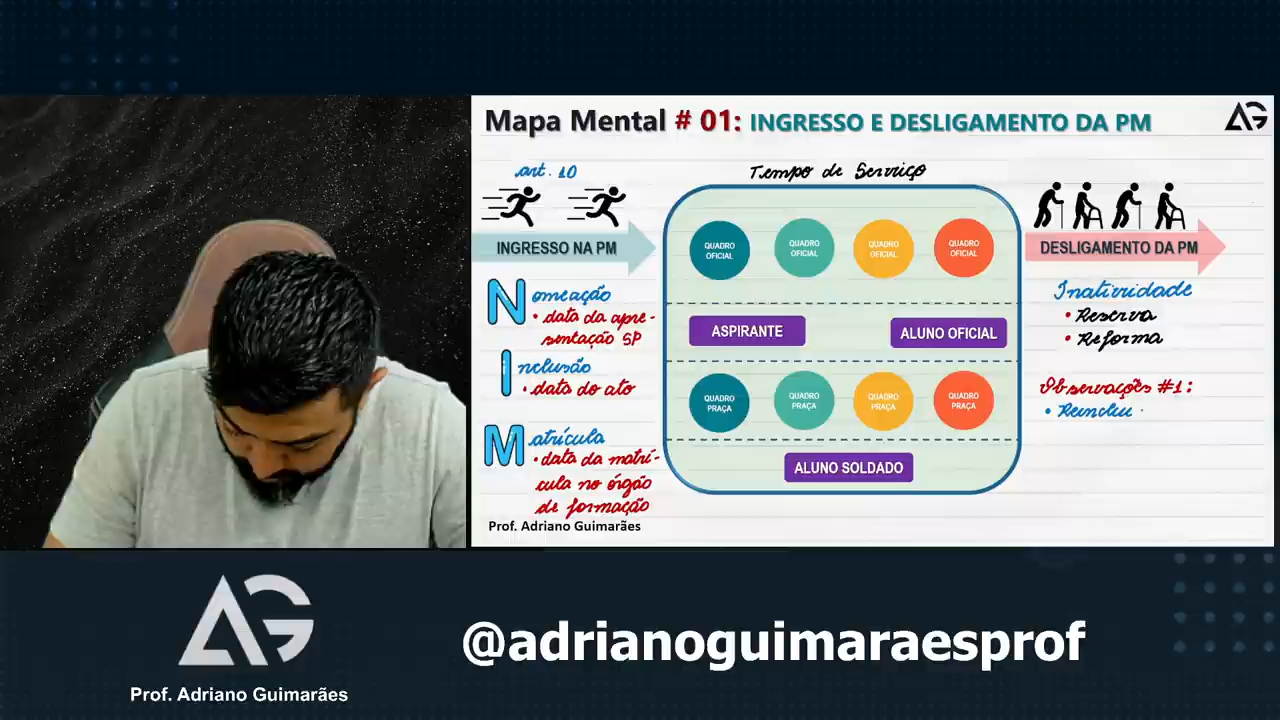 Mapa Mental # 01: INGRESSO E DESLIGAMENTO DA PM
AG
art. 10
INGRESSO NA PM
Nomeação
• data da apre-
sentação SP
Inclusão
• data do ato
Matrícula
• data da matrí-
cula no órgão
de formação
Prof. Adriano Guimarães
Tempo de Serviço
QUADRO OFICIAL
QUADRO OFICIAL
QUADRO OFICIAL
QUADRO OFICIAL
ASPIRANTE
ALUNO OFICIAL
QUADRO PRAÇA
QUADRO PRAÇA
QUADRO PRAÇA
QUADRO PRAÇA
ALUNO SOLDADO
DESLIGAMENTO DA PM
Inatividade
• Reserva
• Reforma
Observações #1:
• Reinclu
AG
Prof. Adriano Guimarães
@adrianoguimaraesprof